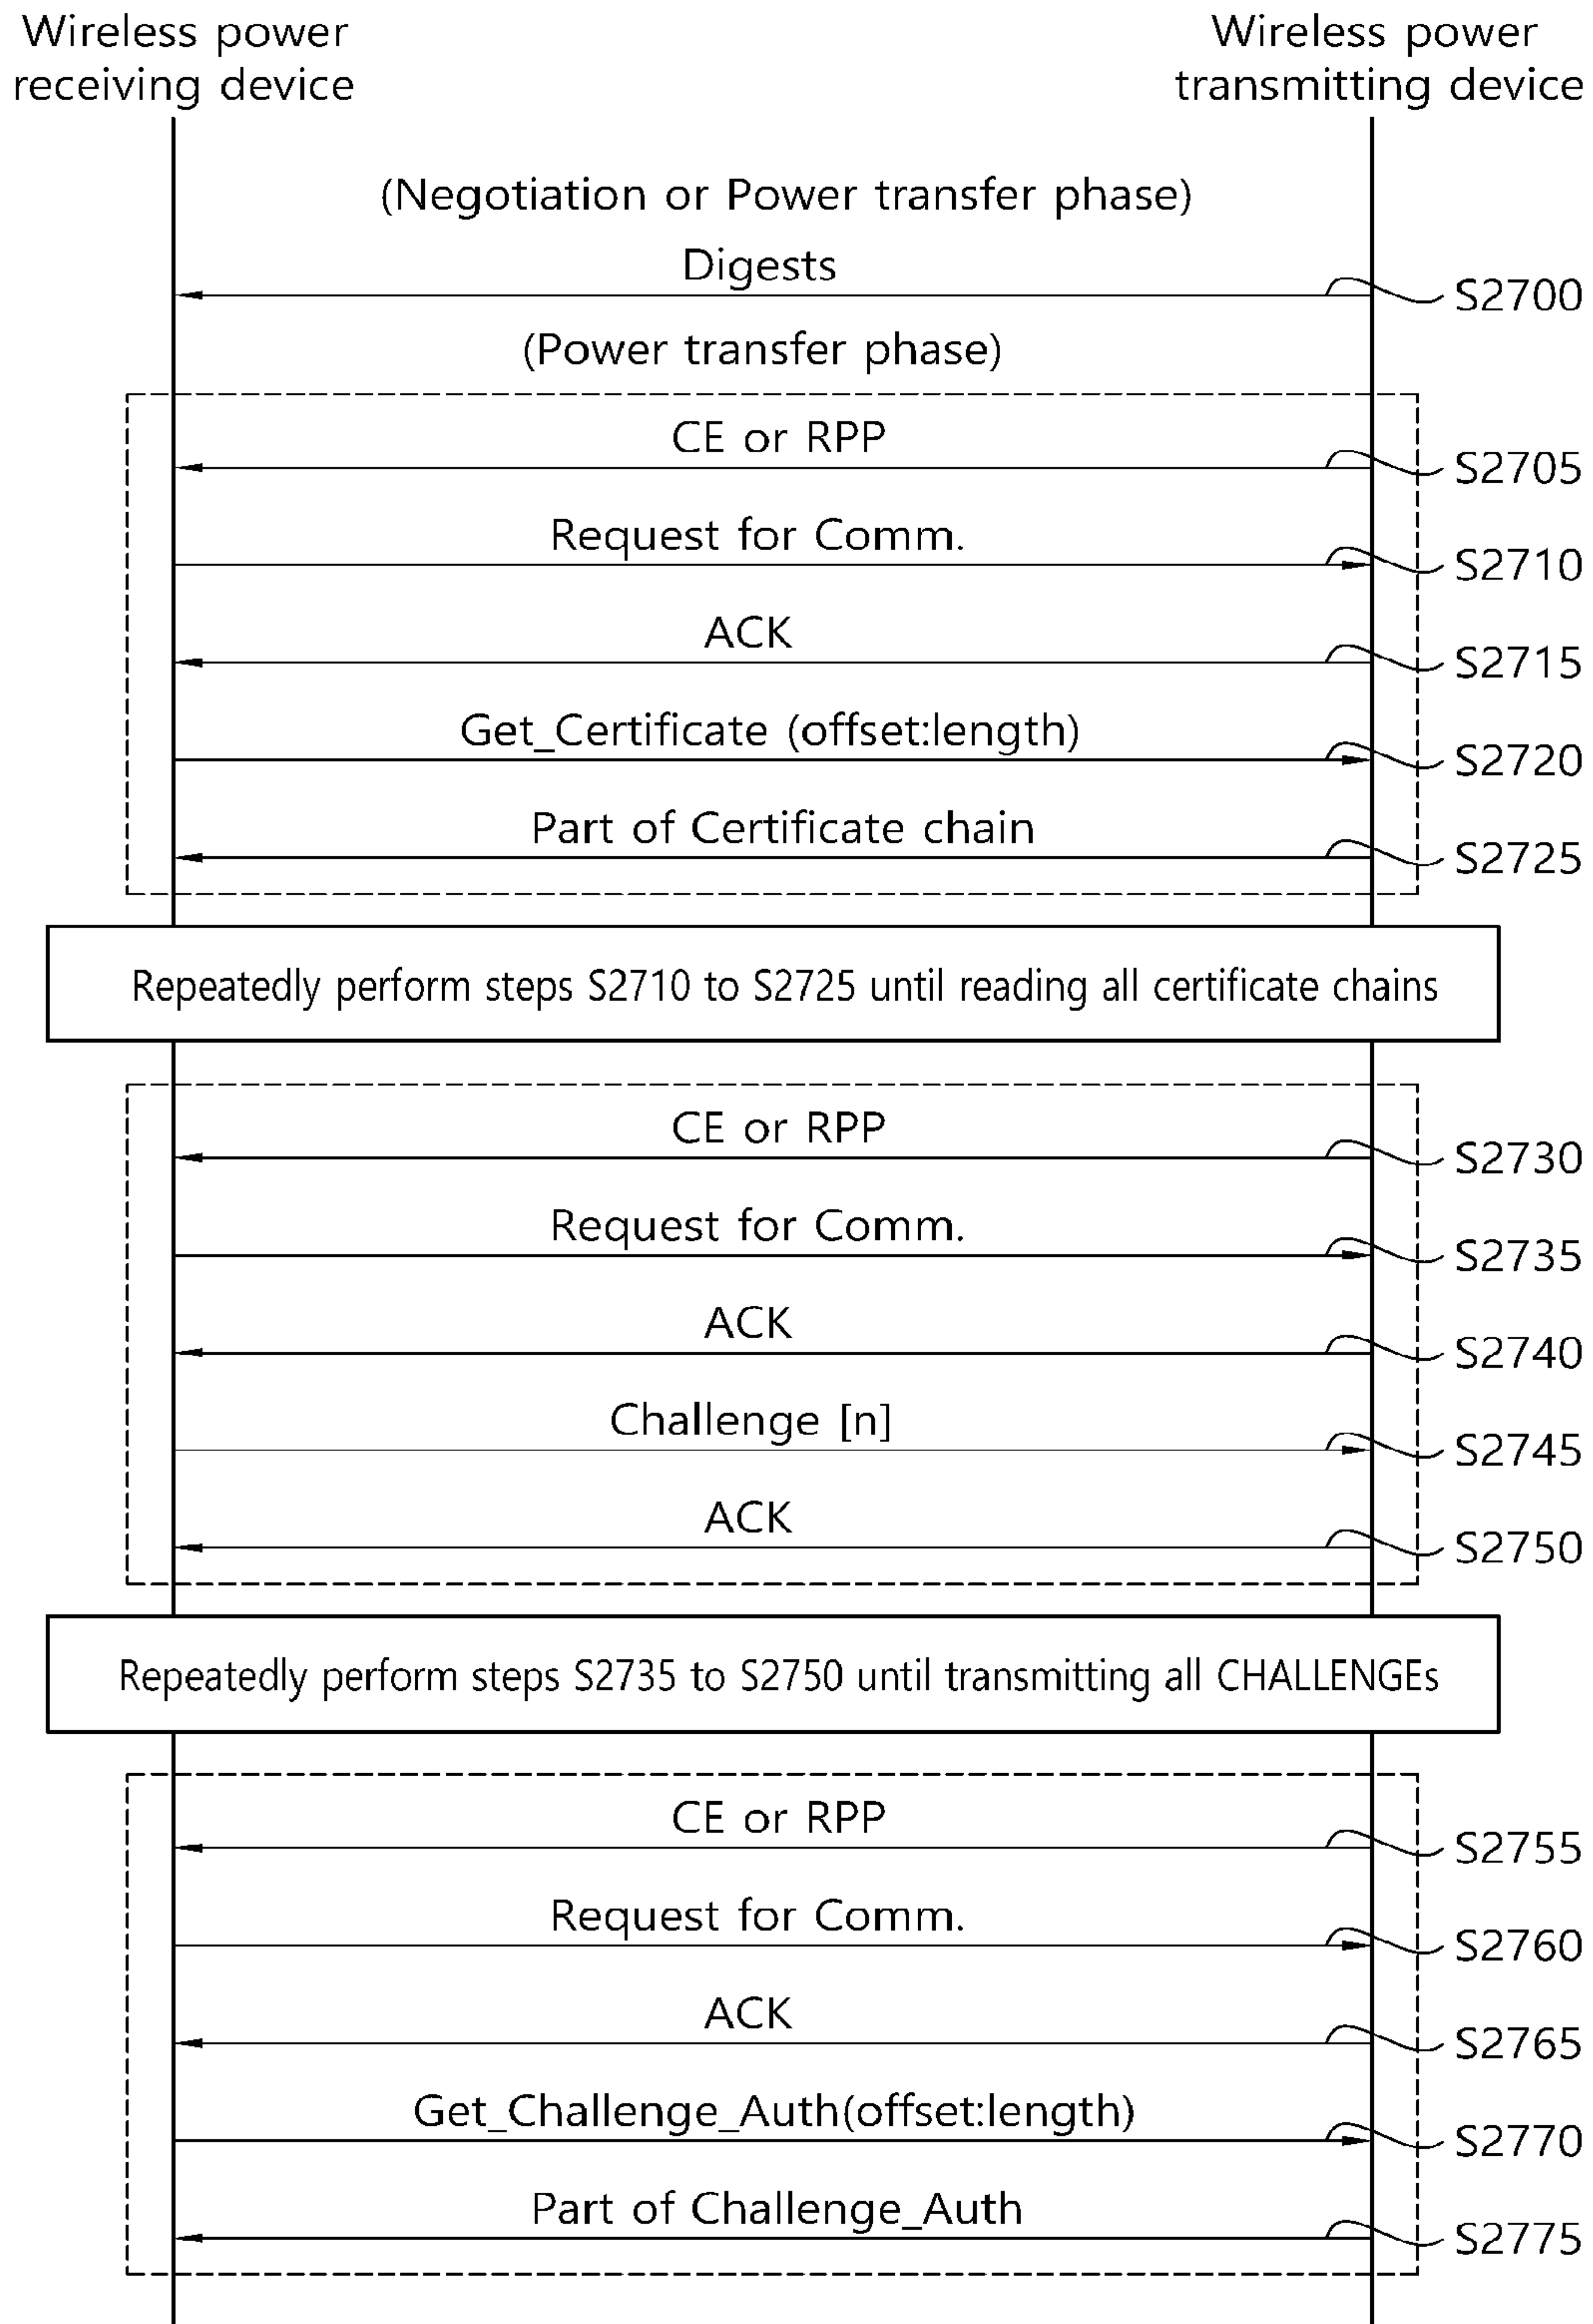 Wireless power
receiving device
Wireless power
transmitting device
(Negotiation or Power transfer phase)
Digests
S2700
(Power transfer phase)
CE or RPP
S2705
Request for Comm.
S2710
ACK
S2715
Get_Certificate (offset:length)
S2720
Part of Certificate chain
S2725
Repeatedly perform steps S2710 to S2725 until reading all certificate chains
CE or RPP
S2730
Request for Comm.
S2735
ACK
S2740
Challenge [n]
S2745
ACK
S2750
Repeatedly perform steps S2735 to S2750 until transmitting all CHALLENGEs
CE or RPP
S2755
Request for Comm.
S2760
ACK
S2765
Get_Challenge_Auth(offset:length)
S2770
Part of Challenge_Auth
S2775